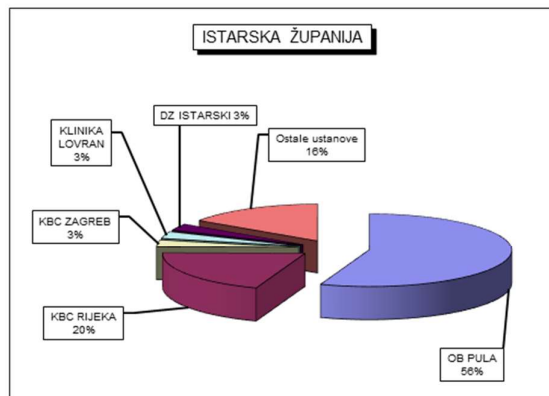 ISTARSKA ŽUPANIJA
DZ ISTARSKI 3%
Ostale ustanove
16%
KLINIKA
LOVRAN
3%
KBC ZAGREB
3%
KBC RIJEKA
20%
OB PULA
56%